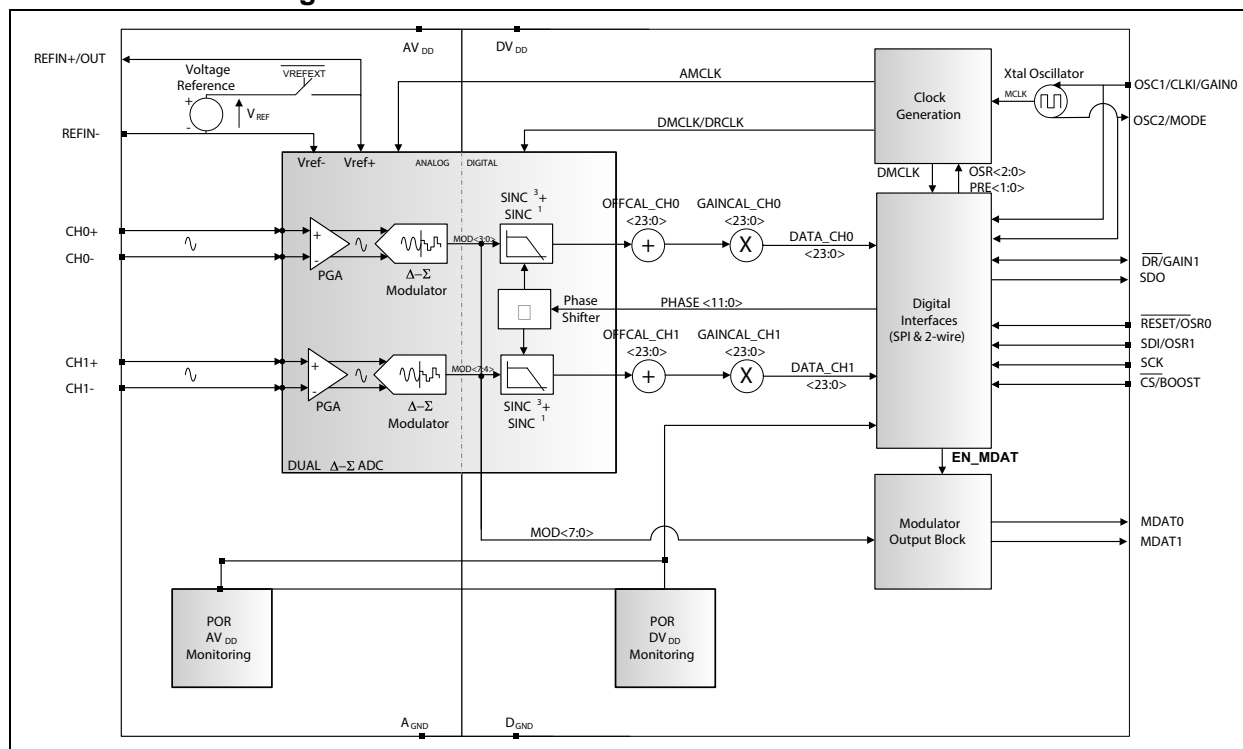 AV DD
DV DD
REFIN+/OUT
Voltage
Reference
VREFEXT
+
-
V REF
REFIN-
AMCLK
Clock
Generation
Xtal Oscillator
MCLK
OSC1/CLKI/GAIN0
OSC2/MODE
DMCLK/DRCLK
Vref-
Vref+
ANALOG
DIGITAL
DMCLK
OSR<2:0>
PRE<1:0>
SINC 3 +
SINC 1
OFFCAL_CH0
<23:0>
GAINCAL_CH0
<23:0>
CH0+
CH0-
+
-
PGA
Δ–Σ
Modulator
MOD<3:0>
+
X
DATA_CH0
<23:0>
DR/GAIN1
SDO
Phase
Shifter
PHASE <11:0>
Digital
Interfaces
(SPI & 2-wire)
RESET/OSR0
SDI/OSR1
SCK
CS/BOOST
OFFCAL_CH1
<23:0>
GAINCAL_CH1
<23:0>
CH1+
CH1-
+
-
PGA
Δ–Σ
Modulator
MOD<7:4>
SINC 3 +
SINC 1
+
X
DATA_CH1
<23:0>
DUAL Δ–Σ ADC
EN_MDAT
MOD<7:0>
Modulator
Output Block
MDAT0
MDAT1
POR
AV DD
Monitoring
POR
DV DD
Monitoring
A GND
D GND